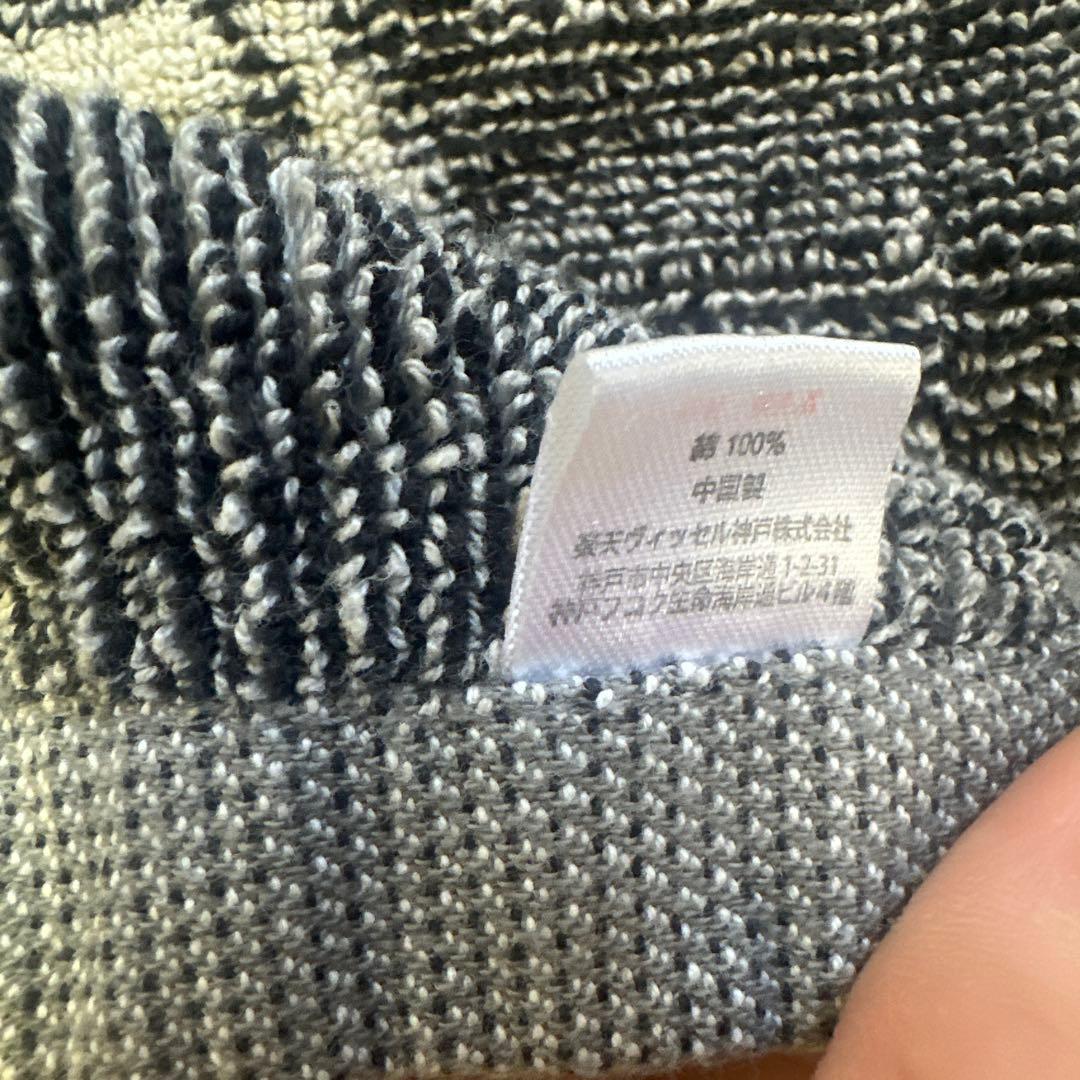 綿 100%
中国製
楽天ヴィッセル神戸株式会社
神戸市中央区海岸通 1-2-31
神戸フコク生命海岸通ビル4階